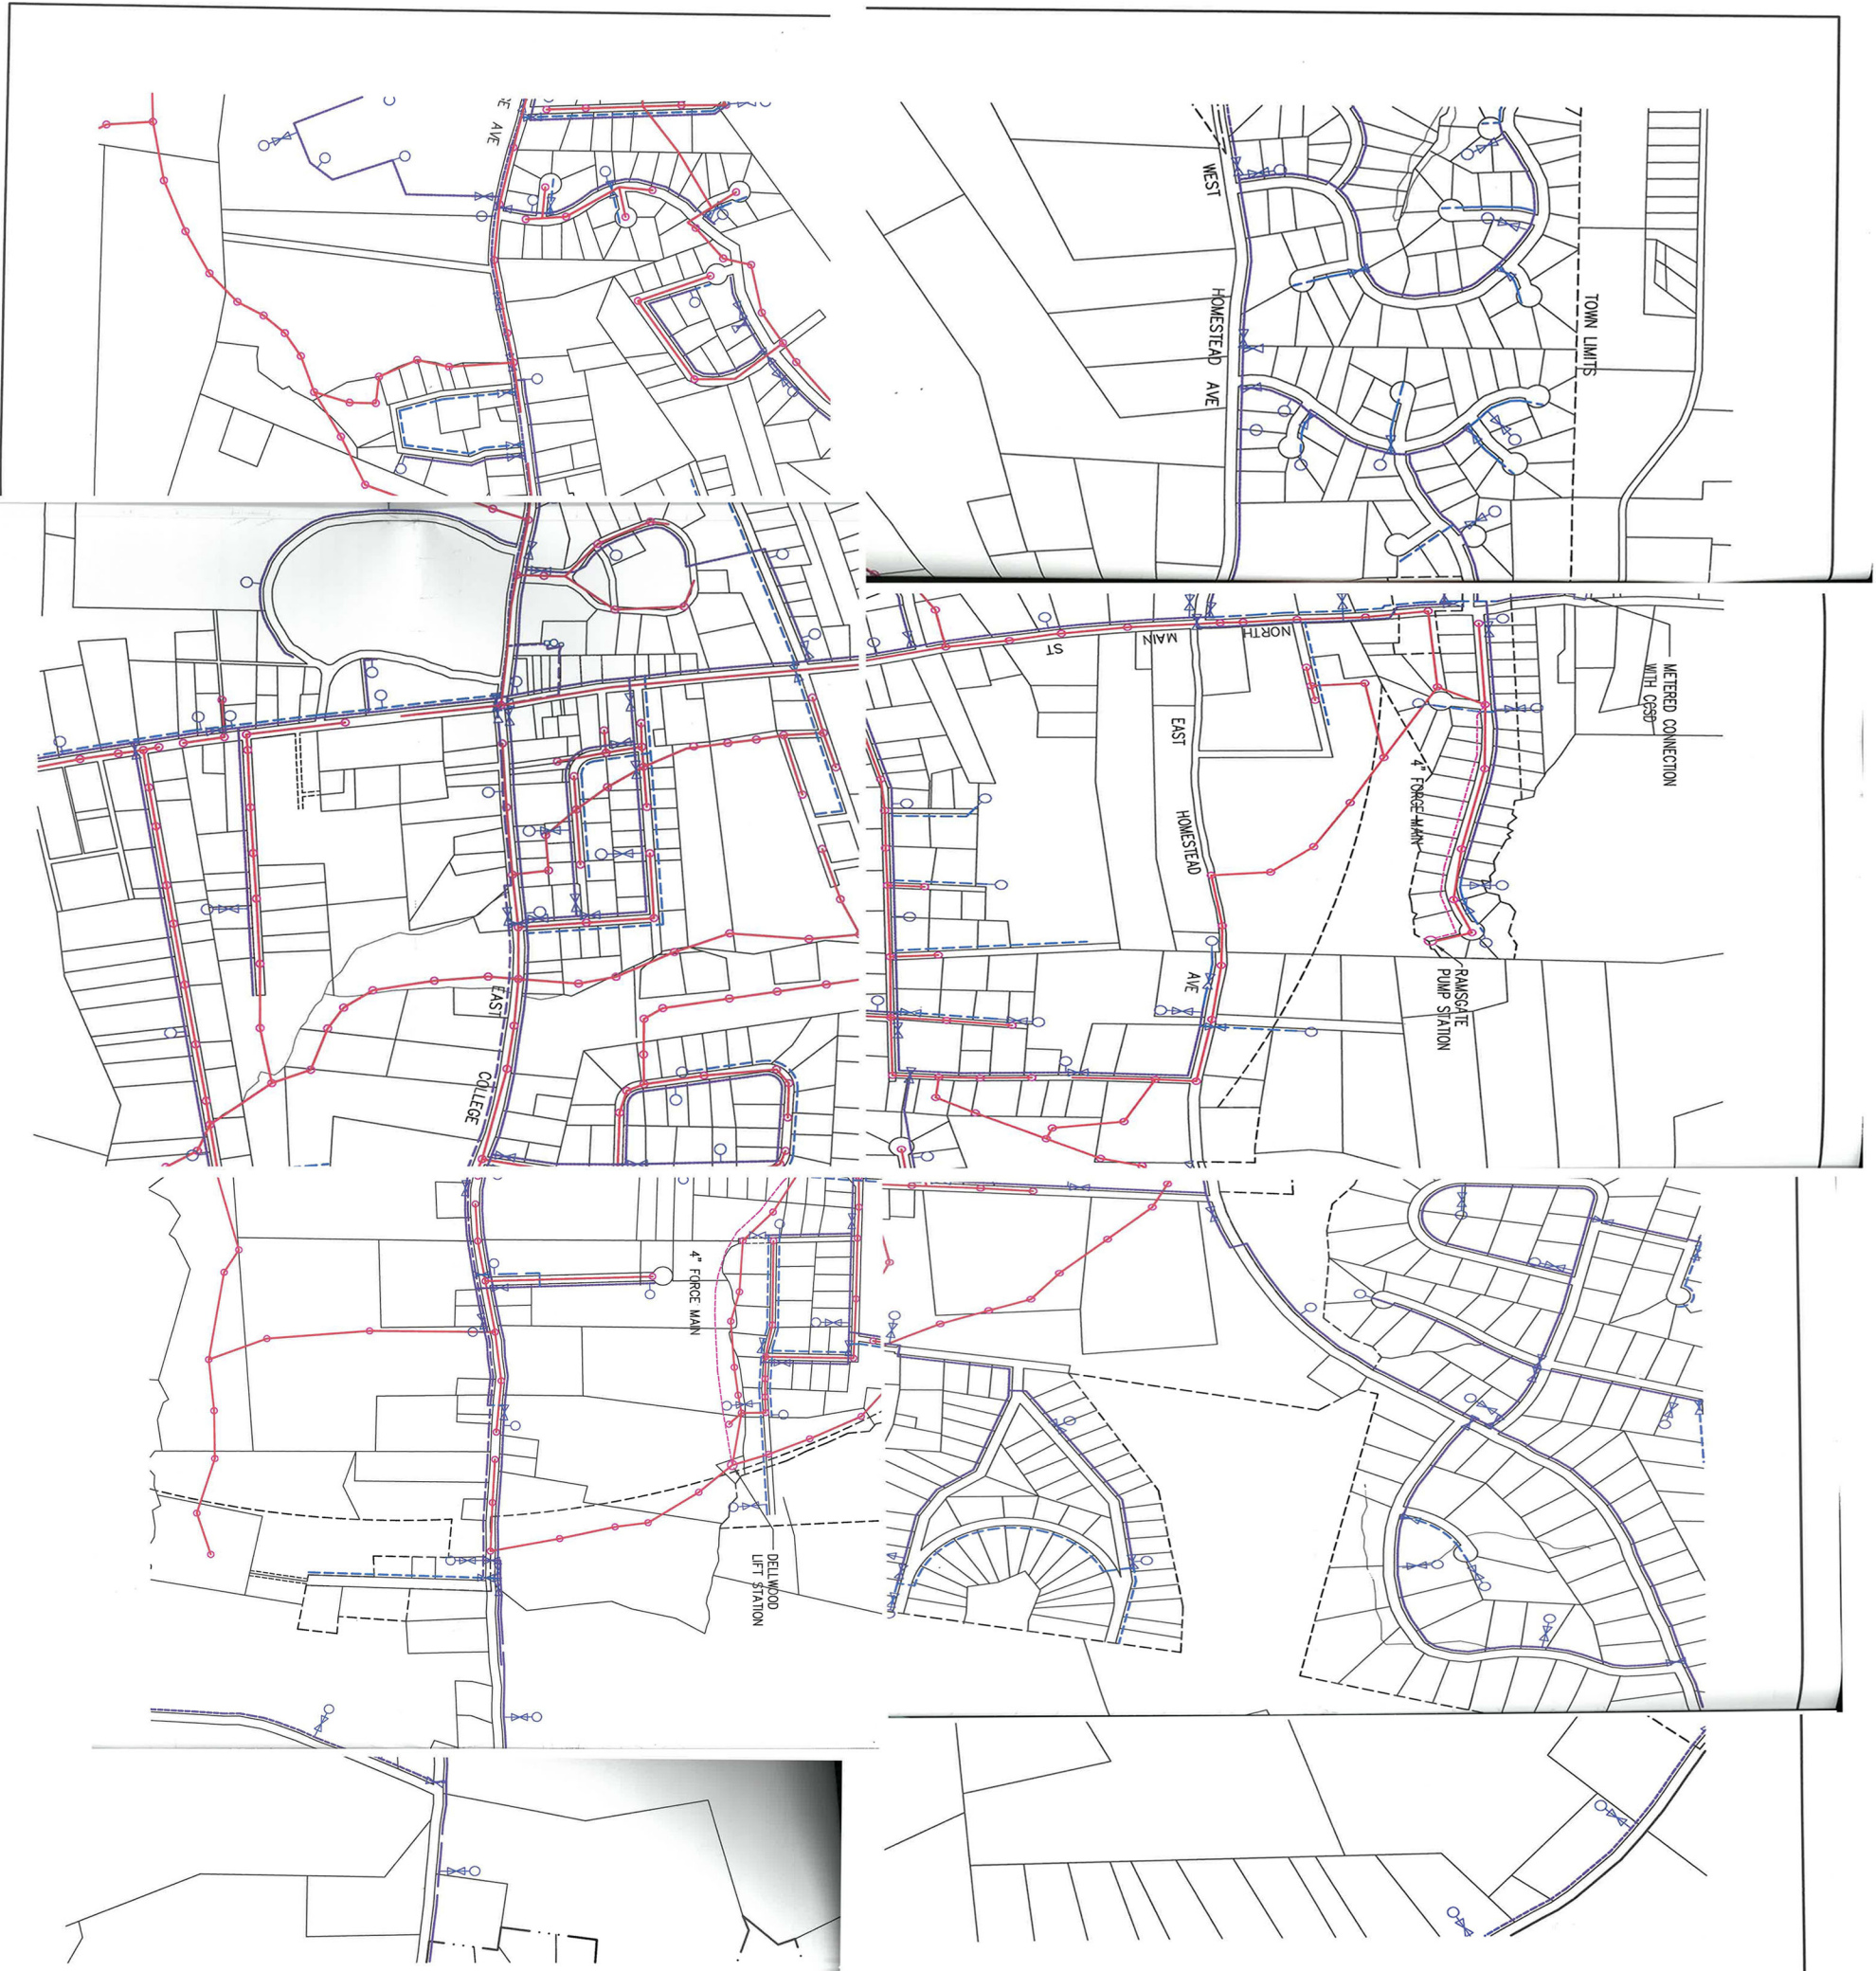 AVE
WEST
HOMESTEAD AVE
TOWN LIMITS
ST
MAIN
NORTH
METERED CONNECTION
WITH CGSD
EAST
HOMESTEAD
AVE
4" FORCE MAIN
RAMSGATE
PUMP STATION
EAST
COLLEGE
4" FORCE MAIN
DELLWOOD
LIFT STATION